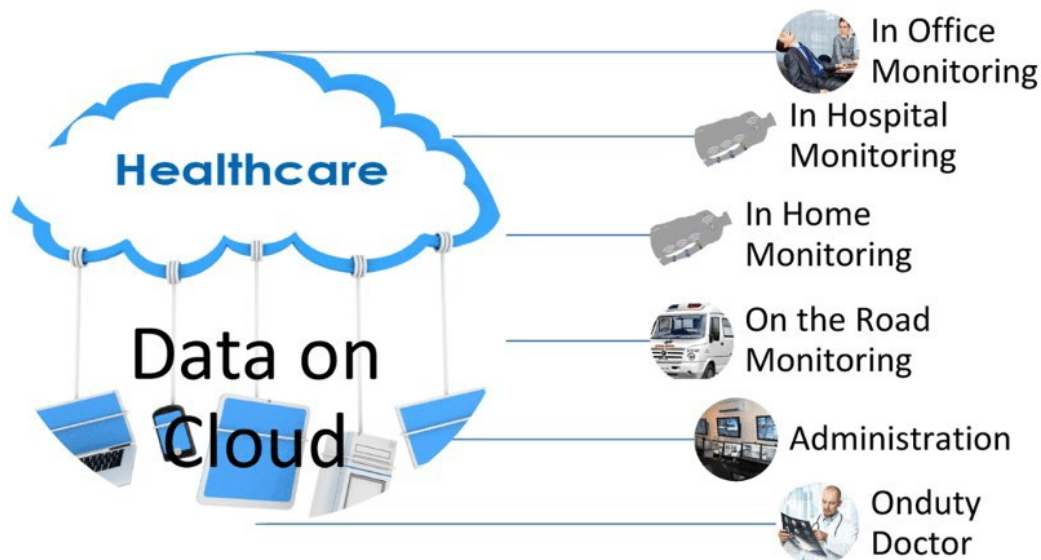 Healthcare
Data on
Cloud
In Office
Monitoring
In Hospital
Monitoring
In Home
Monitoring
On the Road
Monitoring
Administration
Onduty
Doctor